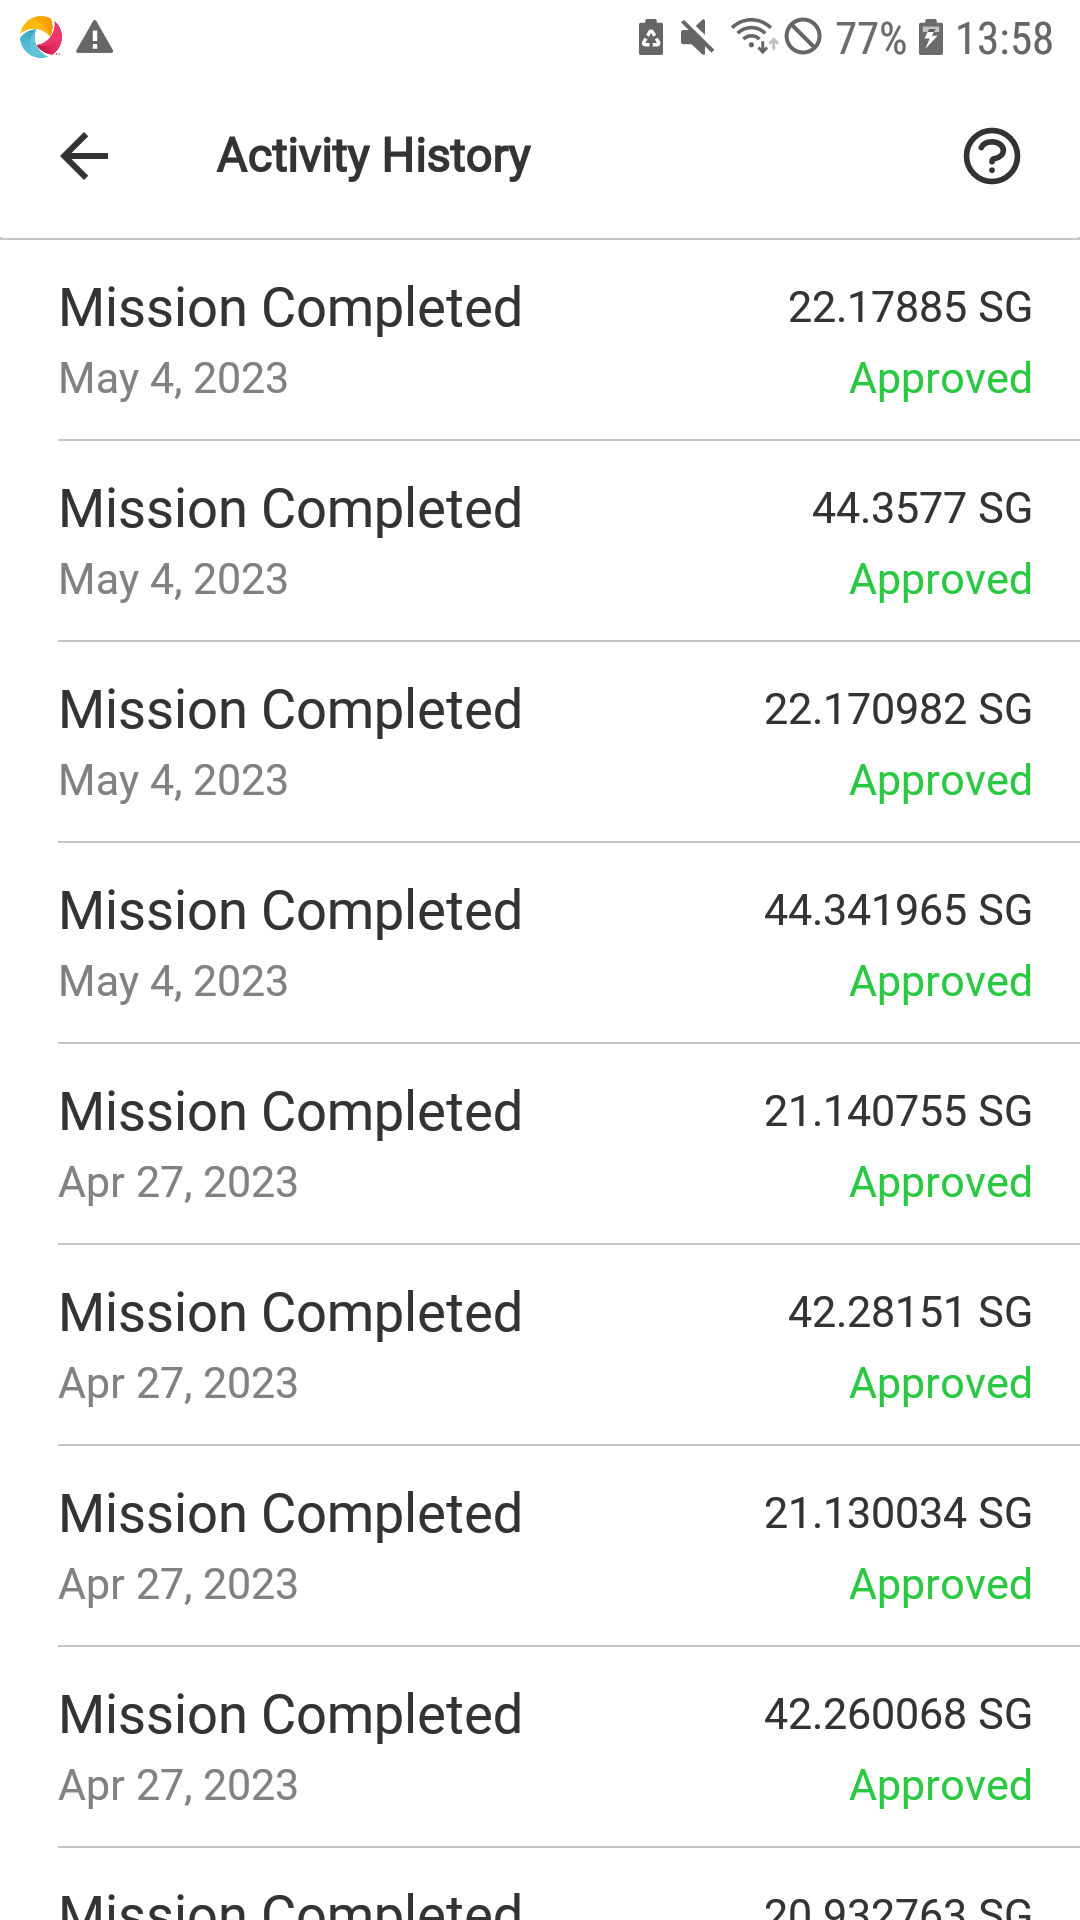 77% 13:58
Activity History
Mission Completed 22.17885 SG
May 4, 2023 Approved
Mission Completed 44.3577 SG
May 4, 2023 Approved
Mission Completed 22.170982 SG
May 4, 2023 Approved
Mission Completed 44.341965 SG
May 4, 2023 Approved
Mission Completed 21.140755 SG
Apr 27, 2023 Approved
Mission Completed 42.28151 SG
Apr 27, 2023 Approved
Mission Completed 21.130034 SG
Apr 27, 2023 Approved
Mission Completed 42.260068 SG
Apr 27, 2023 Approved
Mission Completed 20.932763 SG